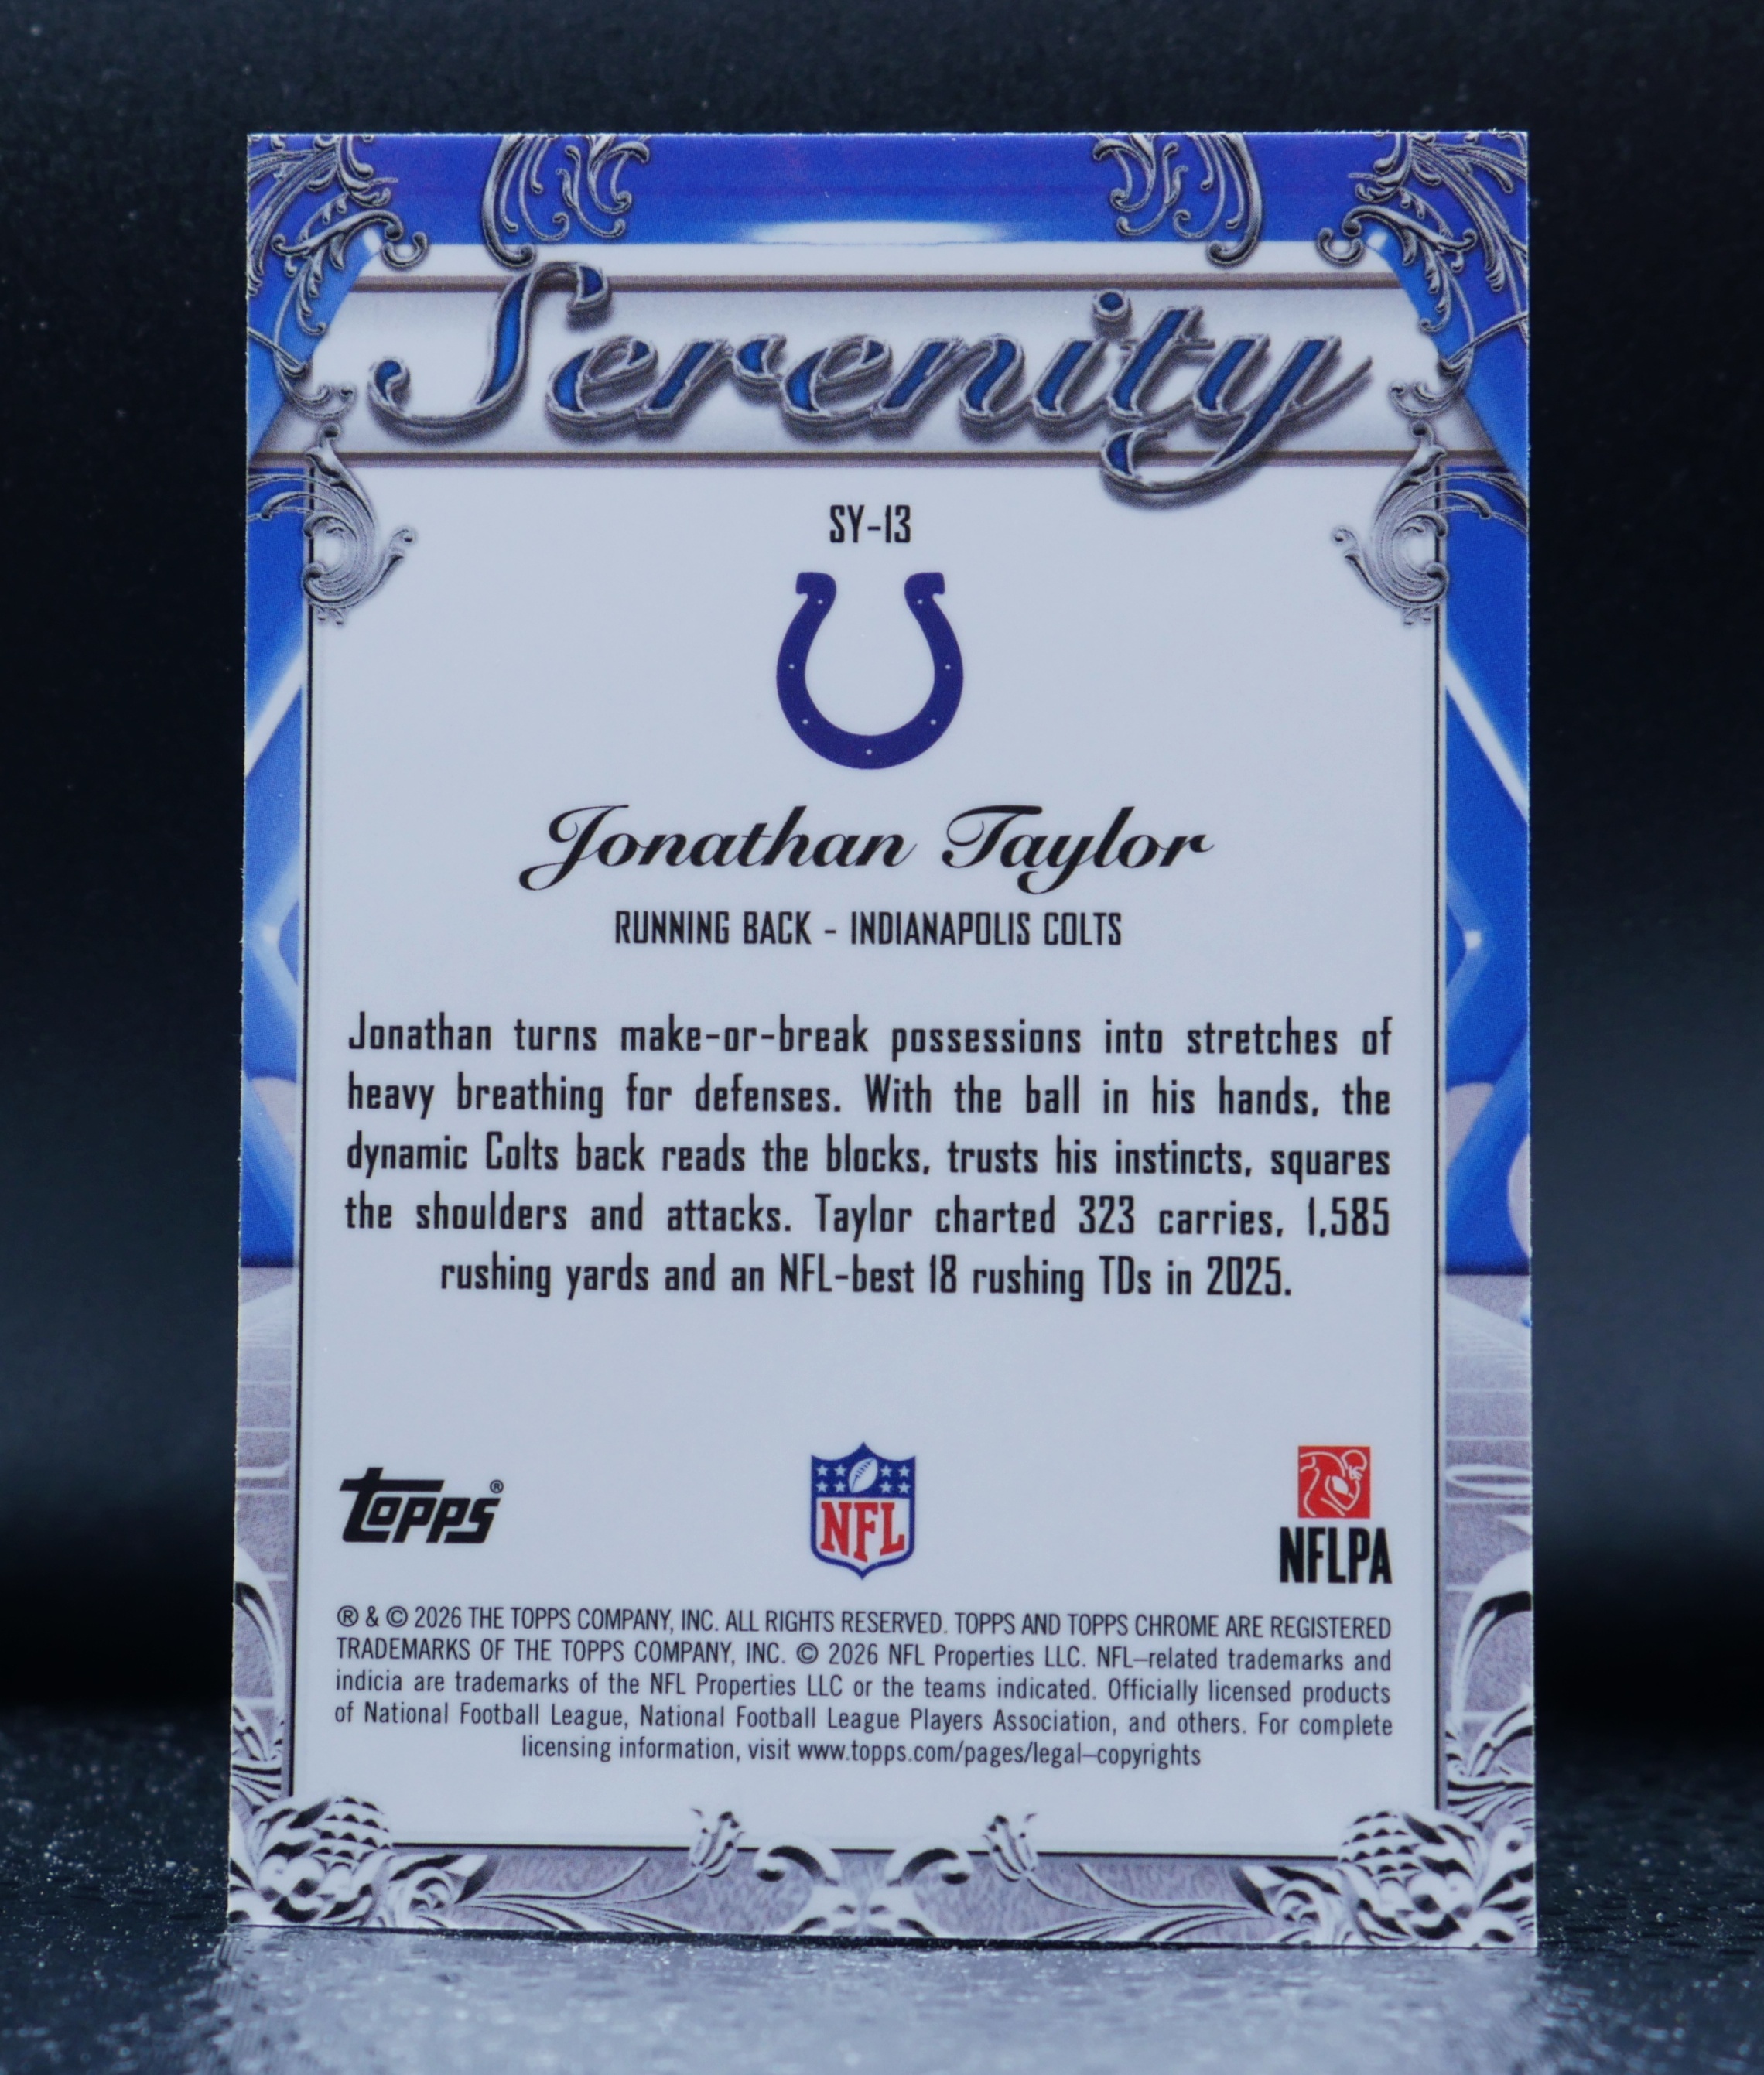 Serenity
SY-13
Jonathan Taylor
RUNNING BACK - INDIANAPOLIS COLTS
Jonathan turns make-or-break possessions into stretches of
heavy breathing for defenses. With the ball in his hands, the
dynamic Colts back reads the blocks, trusts his instincts, squares
the shoulders and attacks. Taylor charted 323 carries, 1,585
rushing yards and an NFL-best 18 rushing TDs in 2025.
Topps®
NFL
NFLPA
® & © 2026 THE TOPPS COMPANY, INC. ALL RIGHTS RESERVED. TOPPS AND TOPPS CHROME ARE REGISTERED
TRADEMARKS OF THE TOPPS COMPANY, INC. © 2026 NFL Properties LLC. NFL-related trademarks and
indicia are trademarks of the NFL Properties LLC or the teams indicated. Officially licensed products
of National Football League, National Football League Players Association, and others. For complete
licensing information, visit www.topps.com/pages/legal-copyrights